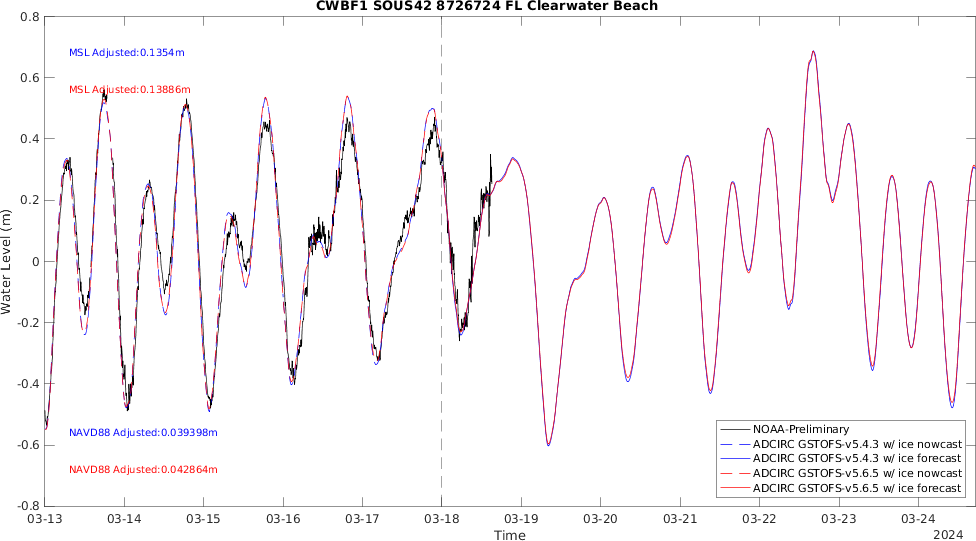 CWBF1 SOUS42 8726724 FL Clearwater Beach
0.8
0.6
0.4
0.2
0
-0.2
-0.4
-0.6
-0.8
Water Level (m)
MSL Adjusted:0.1354m
MSL Adjusted:0.13886m
NAVD88 Adjusted:0.039398m
NAVD88 Adjusted:0.042864m
NOAA-Preliminary
ADCIRC GSTOFS-v5.4.3 w/ ice nowcast
ADCIRC GSTOFS-v5.4.3 w/ ice forecast
ADCIRC GSTOFS-v5.6.5 w/ ice nowcast
ADCIRC GSTOFS-v5.6.5 w/ ice forecast
03-13 03-14 03-15 03-16 03-17 03-18 03-19 03-20 03-21 03-22 03-23 03-24
Time
2024